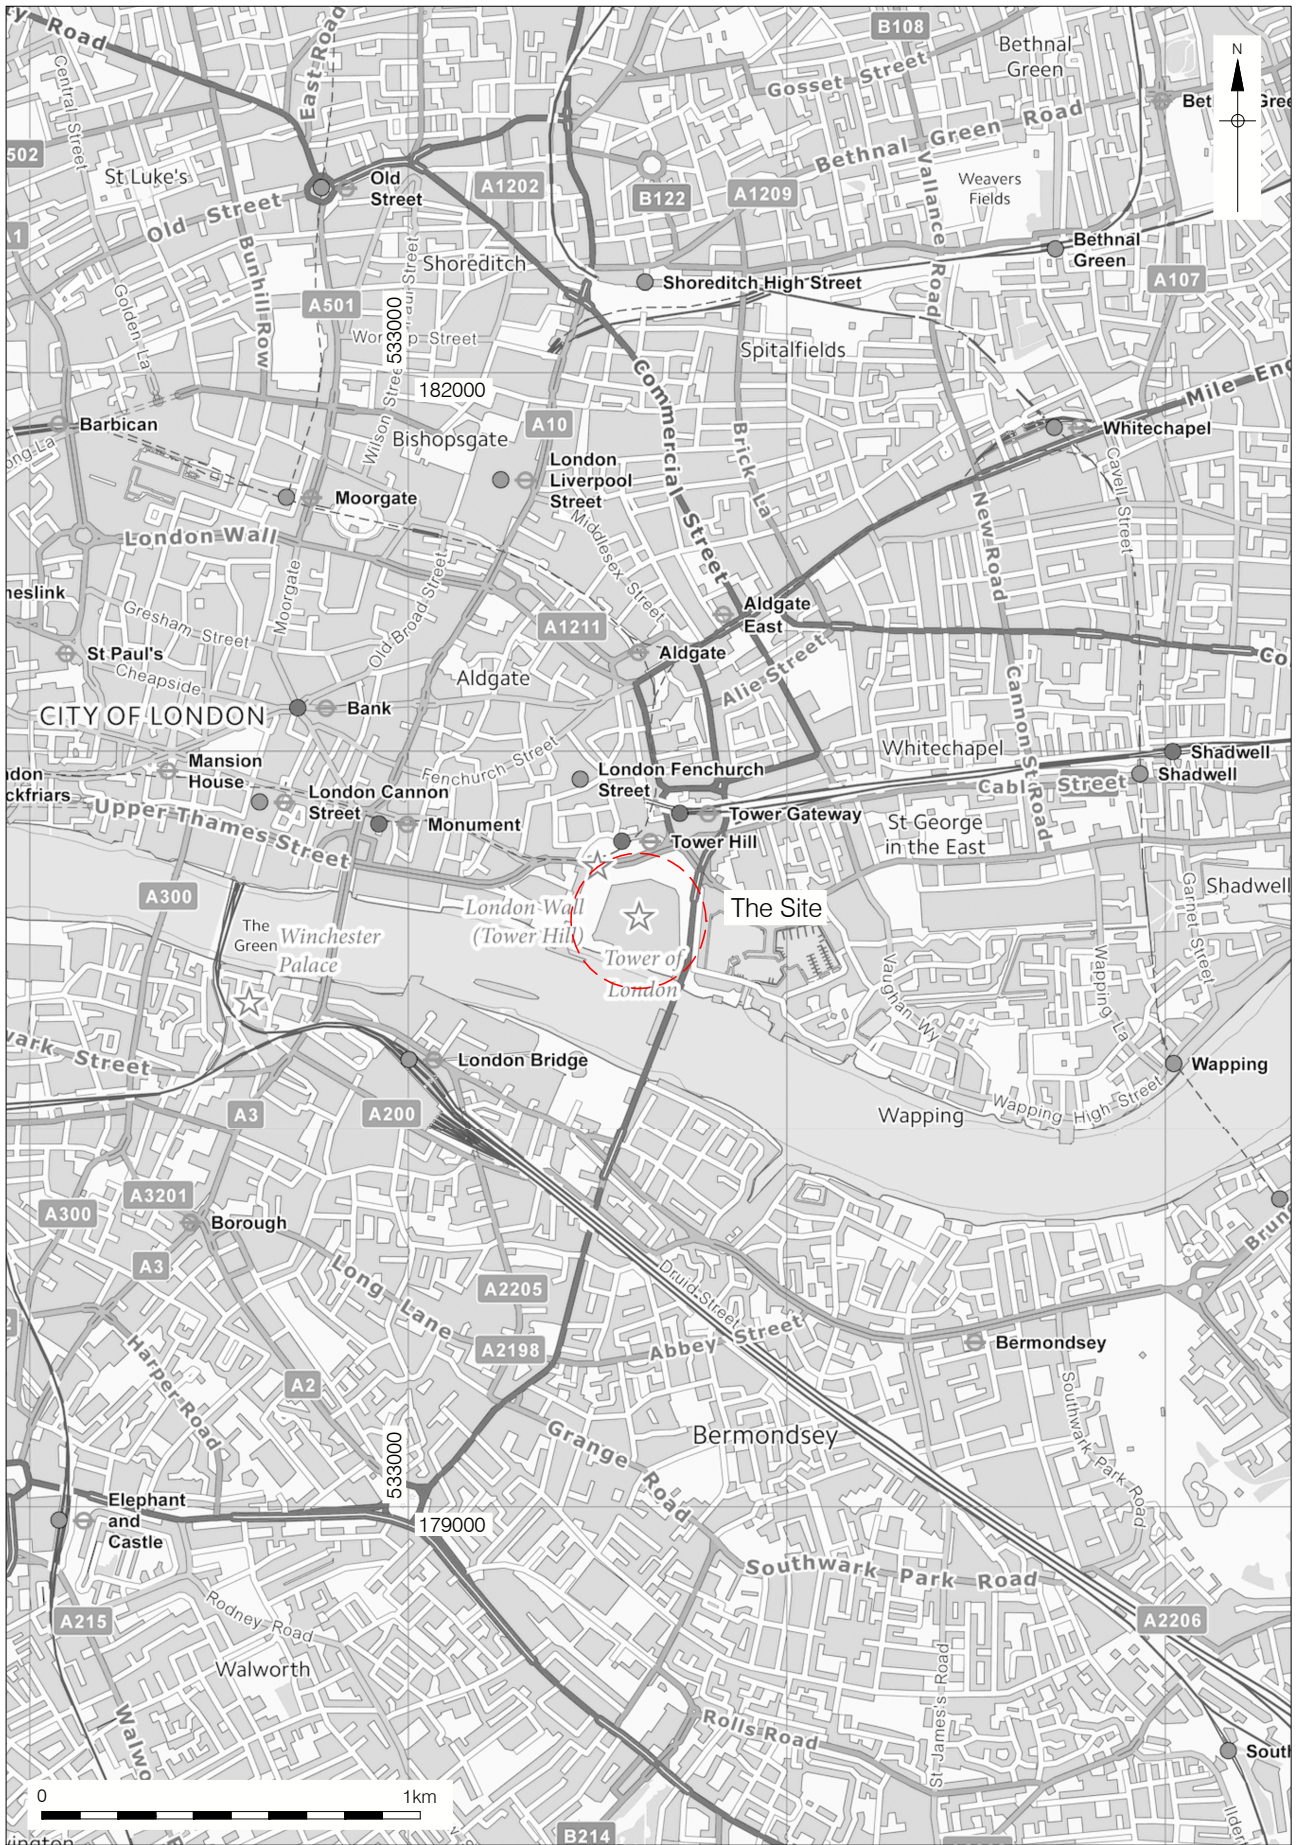 B108
Bethnal
Green
N
East Road
Road
Central Street
Gosset Street
Bethnal Green Road
502
St Luke's
Old
Street
A1202
B122
A1209
Weavers
Fields
Vallance Road
Old Street
A1
Bunhill Row
Shoreditch
Bethnal
Green
A501
Golden La
Shoreditch High Street
A107
533000
Street
Spitalfields
182000
Commercial Street
Mile End
Barbican
Wilson Street
Bishopsgate
A10
Brick La
Whitechapel
London
Liverpool
Street
Moorgate
Cavell Street
Middlesex Street
New Road
London Wall
Moorgate
Old Broad Street
Gresham Street
A1211
Aldgate
East
St Paul's
Aldgate
Alie Street
Cheapside
Aldgate
Cannon St Road
CITY OF LONDON
Bank
Whitechapel
Shadwell
Fenchurch Street
Mansion
House
London Fenchurch
Street
Cable Street
Shadwell
London Cannon
Street
Upper Thames Street
Monument
Tower Gateway
St George
in the East
Tower Hill
A300
Shadwell
The
Green
Winchester
Palace
London Wall
(Tower Hill)
The Site
Tower of
London
Garnet Street
Vaughan Wy
Wapping La
London Bridge
Wapping
Street
A3
A200
Wapping
Wapping High Street
A3201
A300
Borough
A3
Long Lane
A2205
Druid Street
A2198
Abbey Street
Bermondsey
Harper Road
A2
Southwark Park Road
Grange Road
Bermondsey
533000
Elephant
and
Castle
179000
Southwark Park Road
A215
Rodney Road
A2206
Walworth
St James's Road
Rolls Road
0
1km
B214